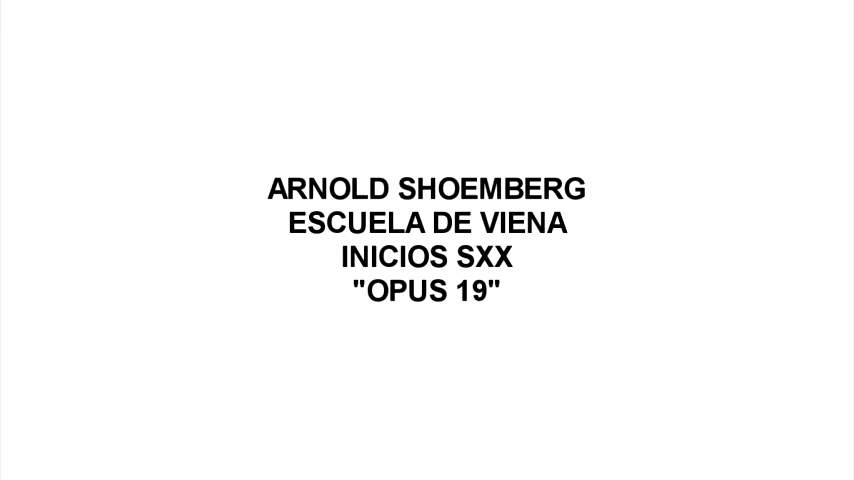 ARNOLD SHOEMBERG
ESCUELA DE VIENA
INICIOS SXX
"OPUS 19"